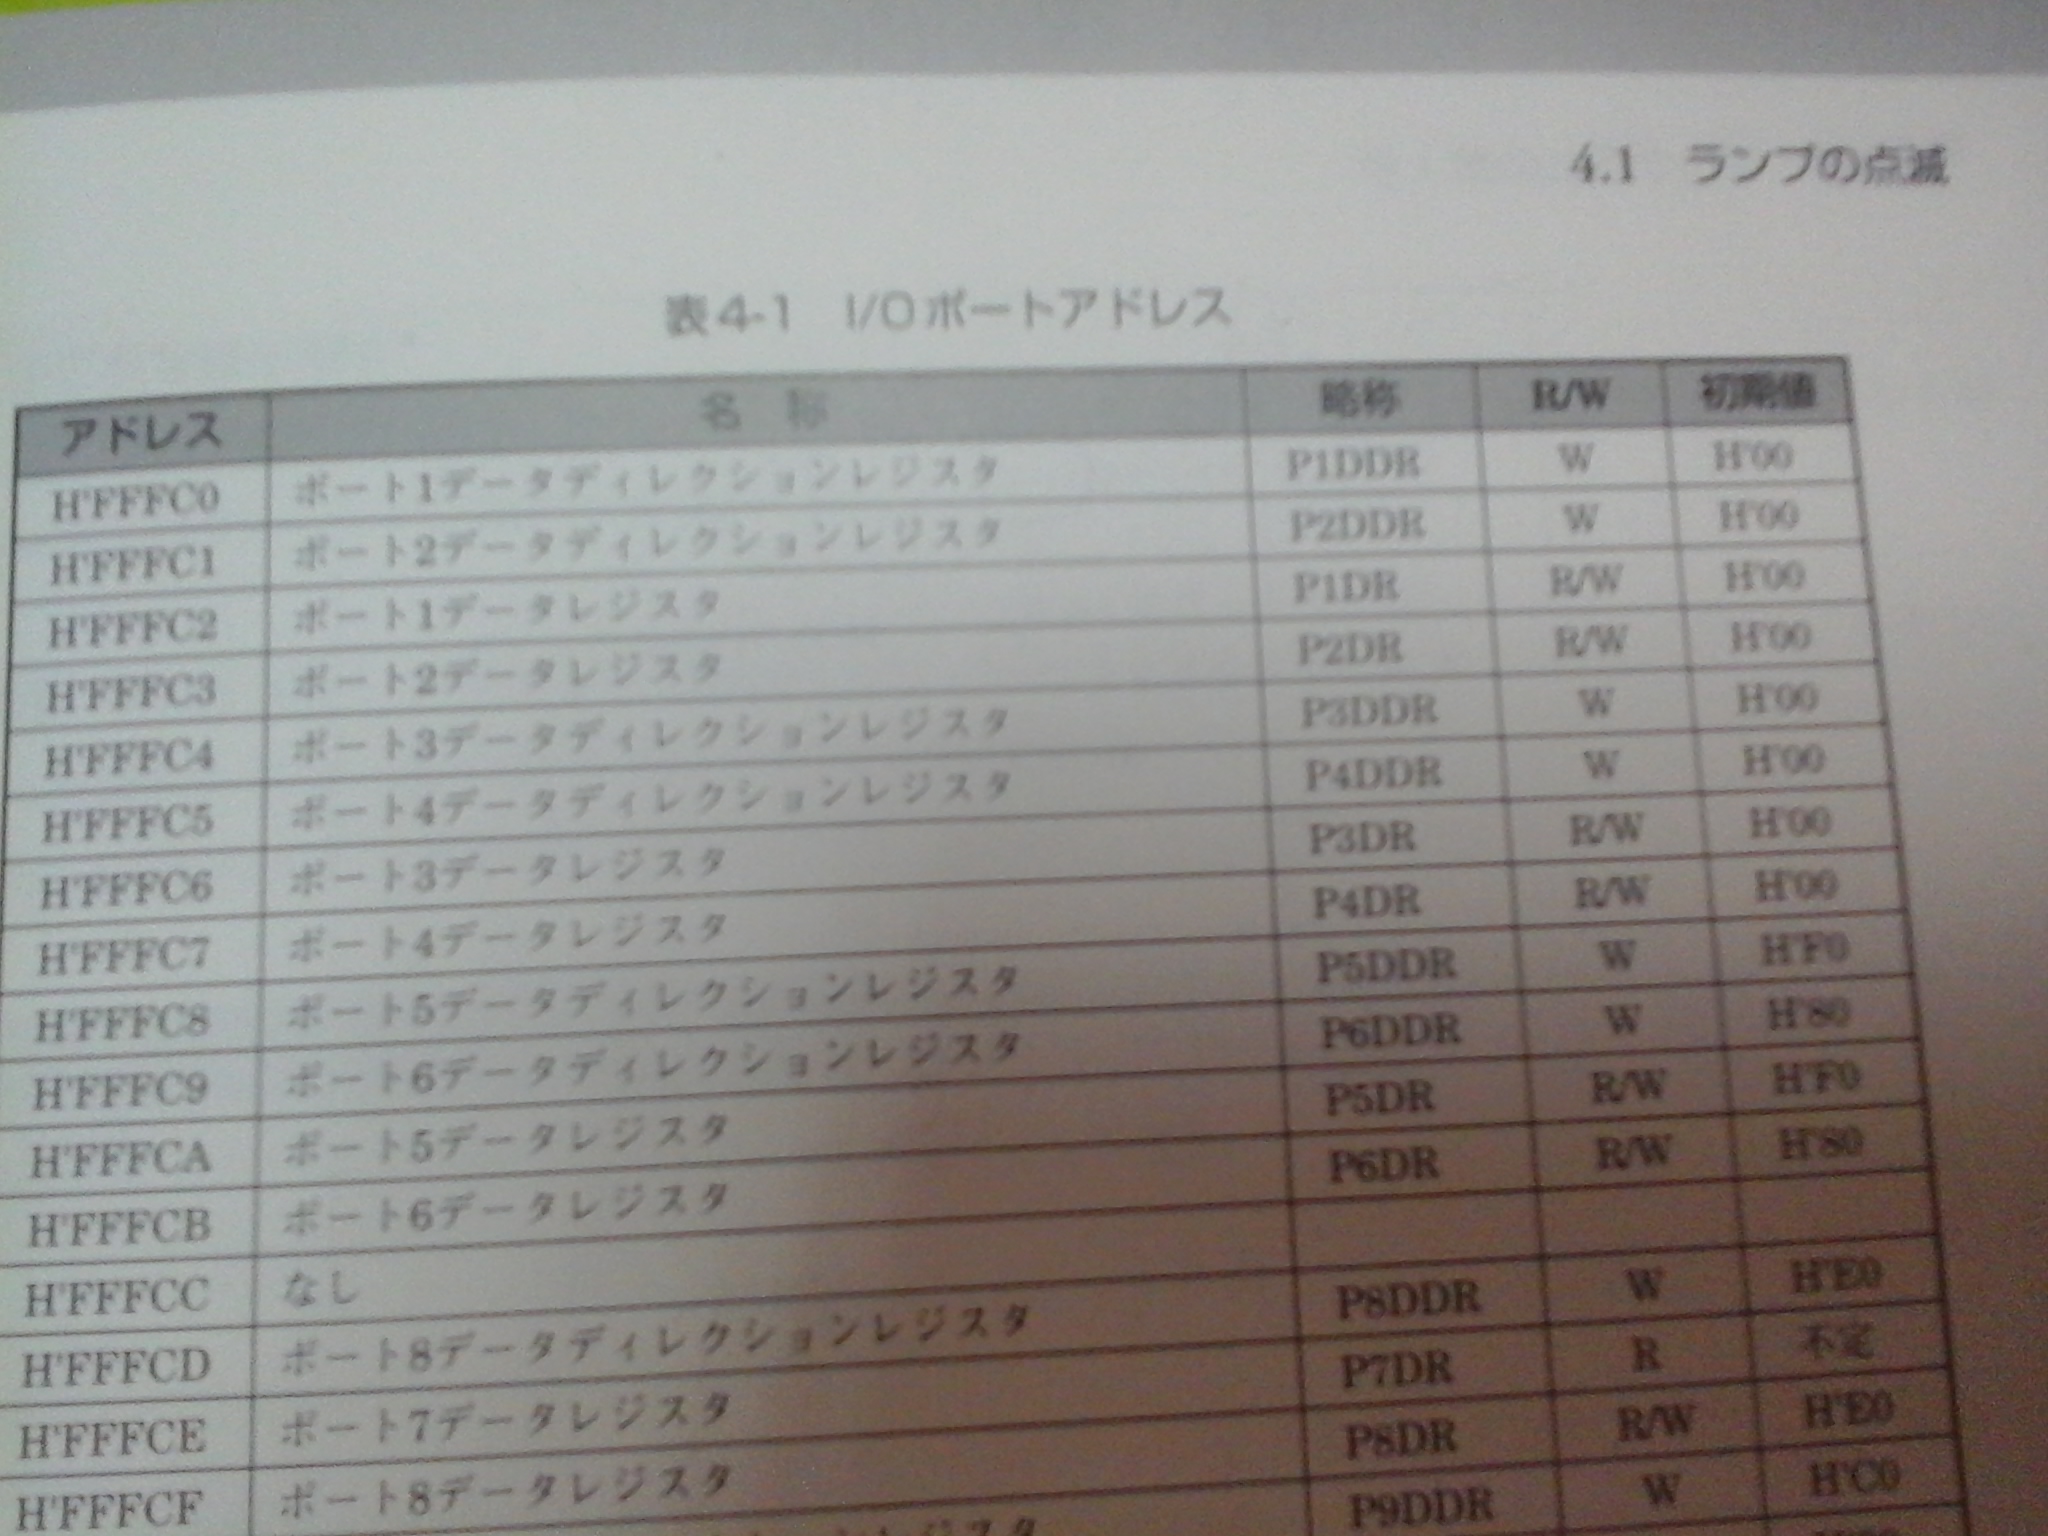 4.1 ランプの点滅
表4-1 I/Oポートアドレス
アドレス 名 称 略称 R/W 初期値
H'FFFC0 ポート1データディレクションレジスタ P1DDR W H'00
H'FFFC1 ポート2データディレクションレジスタ P2DDR W H'00
H'FFFC2 ポート1データレジスタ P1DR R/W H'00
H'FFFC3 ポート2データレジスタ P2DR R/W H'00
H'FFFC4 ポート3データディレクションレジスタ P3DDR W H'00
H'FFFC5 ポート4データディレクションレジスタ P4DDR W H'00
H'FFFC6 ポート3データレジスタ P3DR R/W H'00
H'FFFC7 ポート4データレジスタ P4DR R/W H'00
H'FFFC8 ポート5データディレクションレジスタ P5DDR W H'F0
H'FFFC9 ポート6データディレクションレジスタ P6DDR W H'80
H'FFFCA ポート5データレジスタ P5DR R/W H'F0
H'FFFCB ポート6データレジスタ P6DR R/W H'80
H'FFFCC なし
H'FFFCD ポート8データディレクションレジスタ P8DDR W H'E0
H'FFFCE ポート7データレジスタ P7DR R 不定
H'FFFCF ポート8データレジスタ P8DR R/W H'E0
P9DDR W H'C0